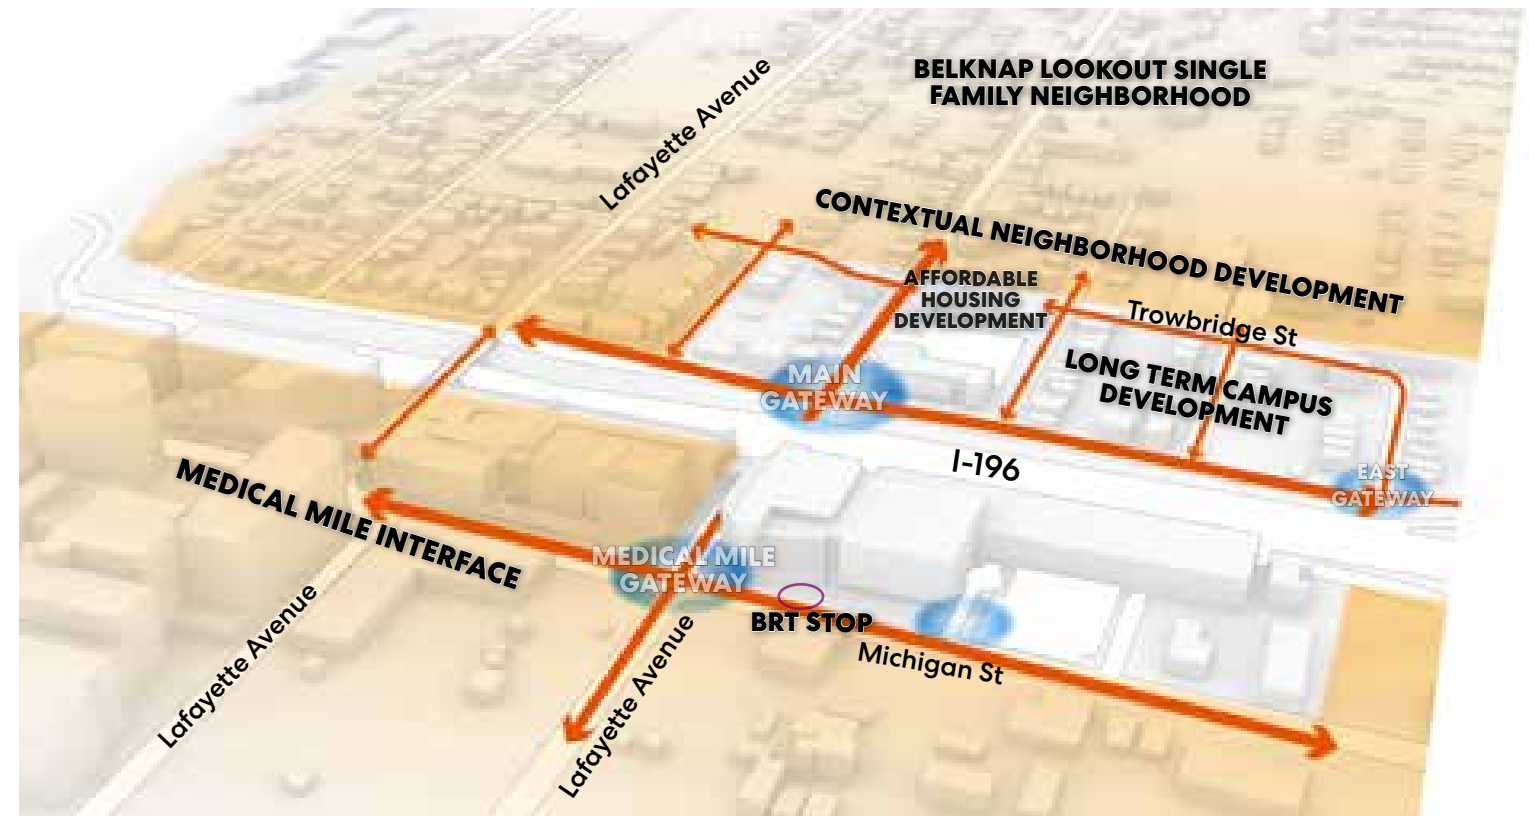 Lafayette Avenue
BELKNAP LOOKOUT SINGLE
FAMILY NEIGHBORHOOD
CONTEXTUAL NEIGHBORHOOD DEVELOPMENT
AFFORDABLE
HOUSING
DEVELOPMENT
Trowbridge St
LONG TERM CAMPUS
DEVELOPMENT
MAIN
GATEWAY
I-196
EAST
GATEWAY
MEDICAL MILE INTERFACE
MEDICAL MILE
GATEWAY
BRT STOP
Michigan St
Lafayette Avenue
Lafayette Avenue